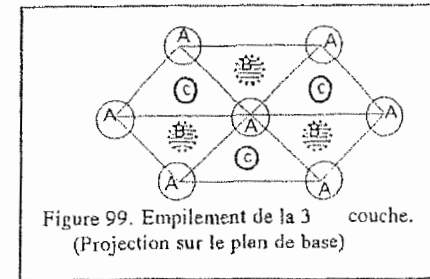 A A
B
C C
A B A B A
C
A A
Figure 99. Empilement de la 3 couche.
(Projection sur le plan de base)